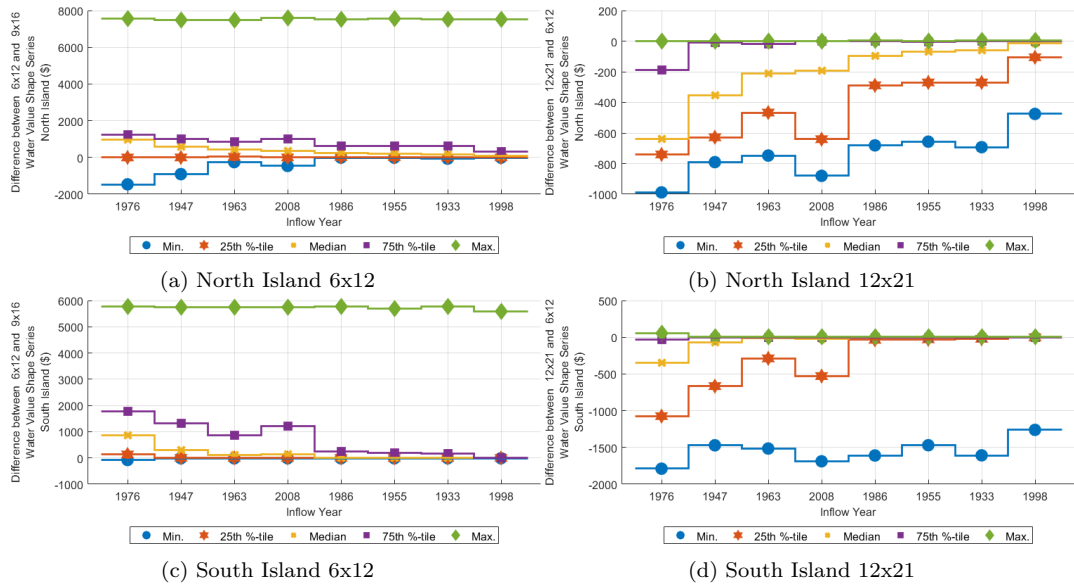 Difference between 6x12 and 9x16
Water Value Shape Series
North Island ($)
8000
6000
4000
2000
0
-2000
1976 1947 1963 2008 1986 1955 1933 1998
Inflow Year
Min. 25th %-tile Median 75th %-tile Max.
(a) North Island 6x12
Difference between 12x21 and 6x12
Water Value Shape Series
North Island ($)
200
0
-200
-400
-600
-800
-1000
1976 1947 1963 2008 1986 1955 1933 1998
Inflow Year
Min. 25th %-tile Median 75th %-tile Max.
(b) North Island 12x21
Difference between 6x12 and 9x16
Water Value Shape Series
South Island ($)
6000
5000
4000
3000
2000
1000
0
-1000
1976 1947 1963 2008 1986 1955 1933 1998
Inflow Year
Min. 25th %-tile Median 75th %-tile Max.
(c) South Island 6x12
Difference between 12x21 and 6x12
Water Value Shape Series
South Island ($)
500
0
-500
-1000
-1500
-2000
1976 1947 1963 2008 1986 1955 1933 1998
Inflow Year
Min. 25th %-tile Median 75th %-tile Max.
(d) South Island 12x21